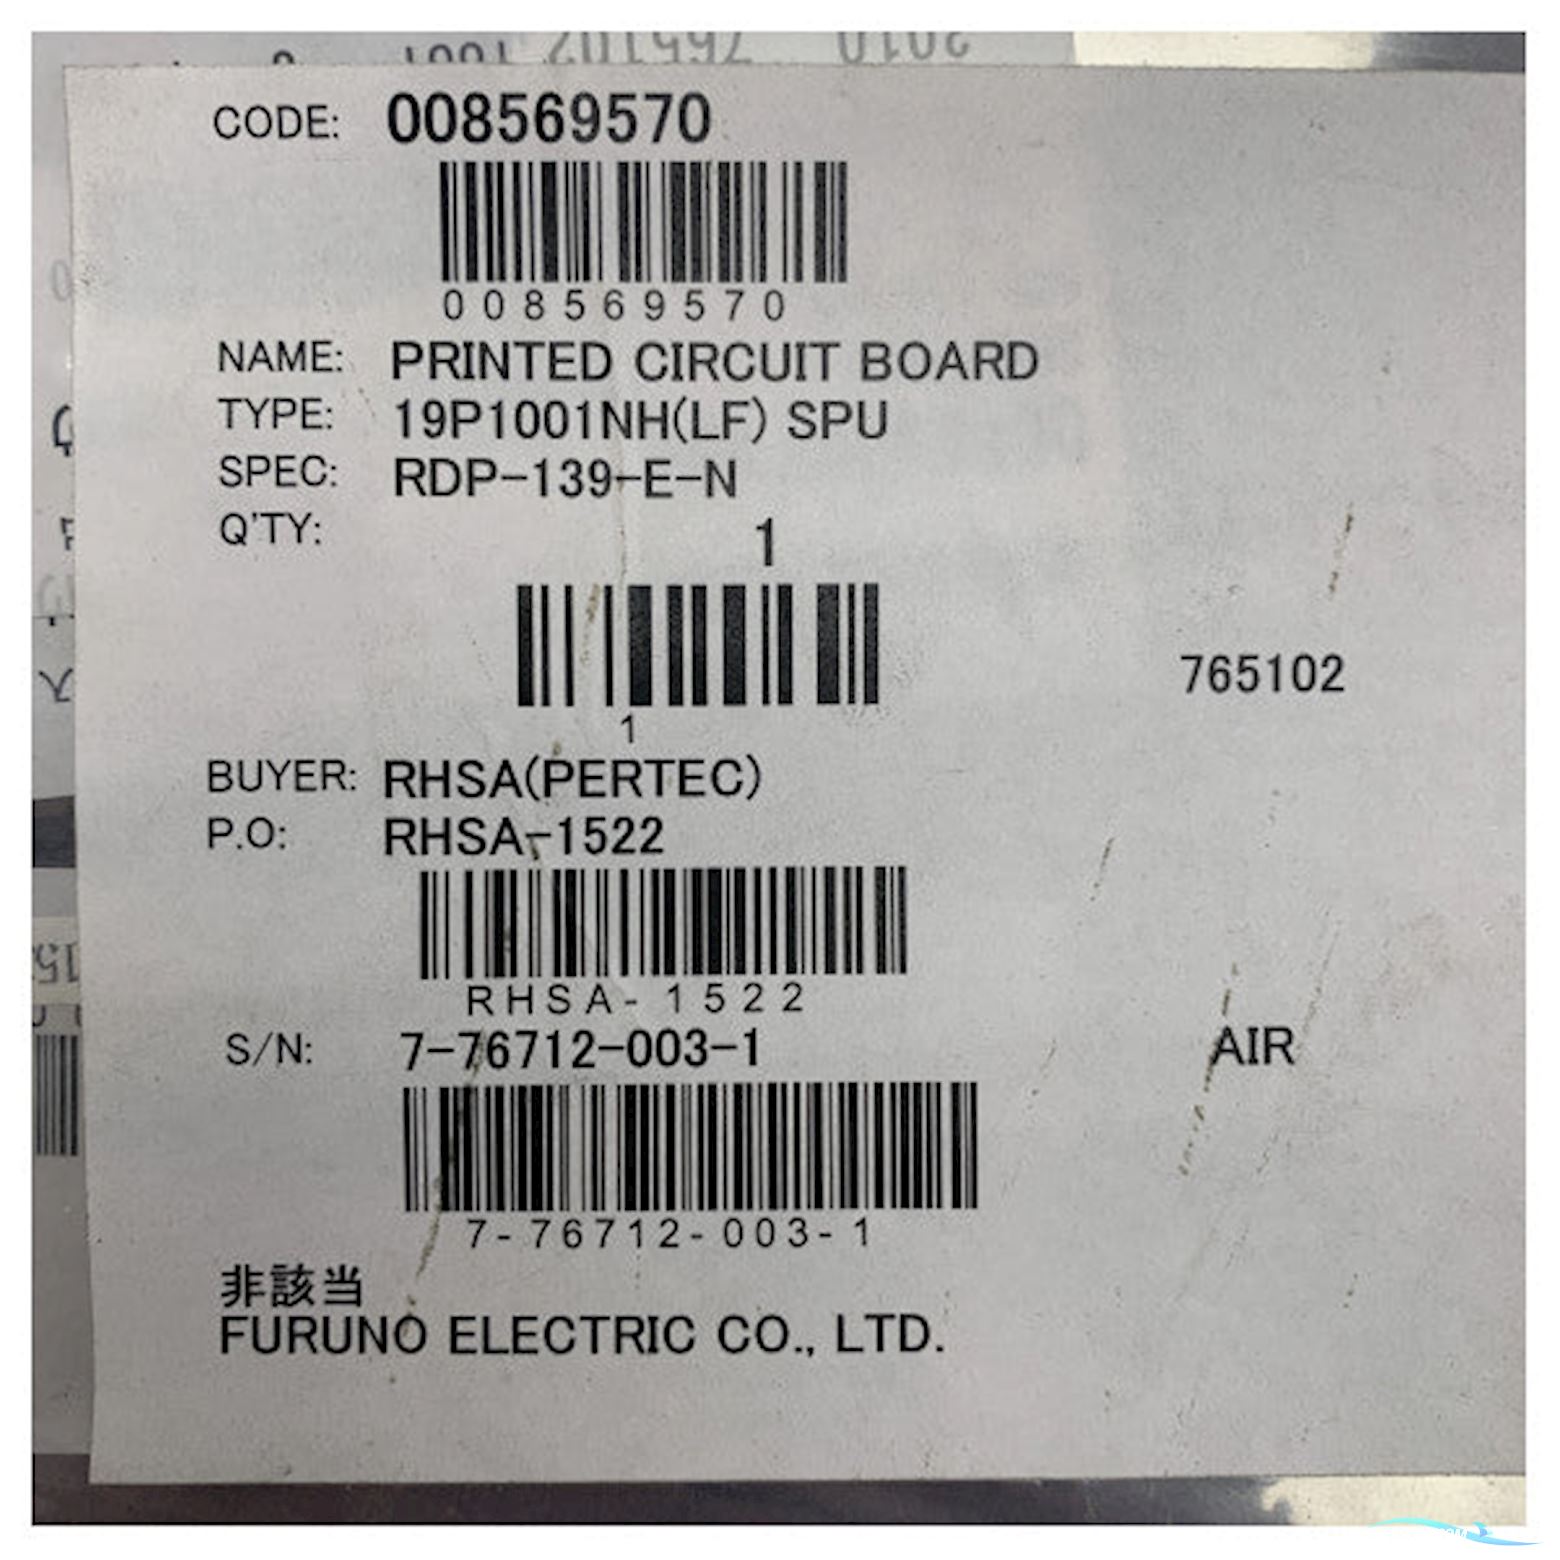 CODE: 008569570
008569570
NAME: PRINTED CIRCUIT BOARD
TYPE: 19P1001NH(LF) SPU
SPEC: RDP-139-E-N
Q'TY: 1
1
765102
BUYER: RHSA(PERTEC)
P.O: RHSA-1522
RHSA-1522
S/N: 7-76712-003-1
AIR
7-76712-003-1
非該当
FURUNO ELECTRIC CO., LTD.
765102 2010